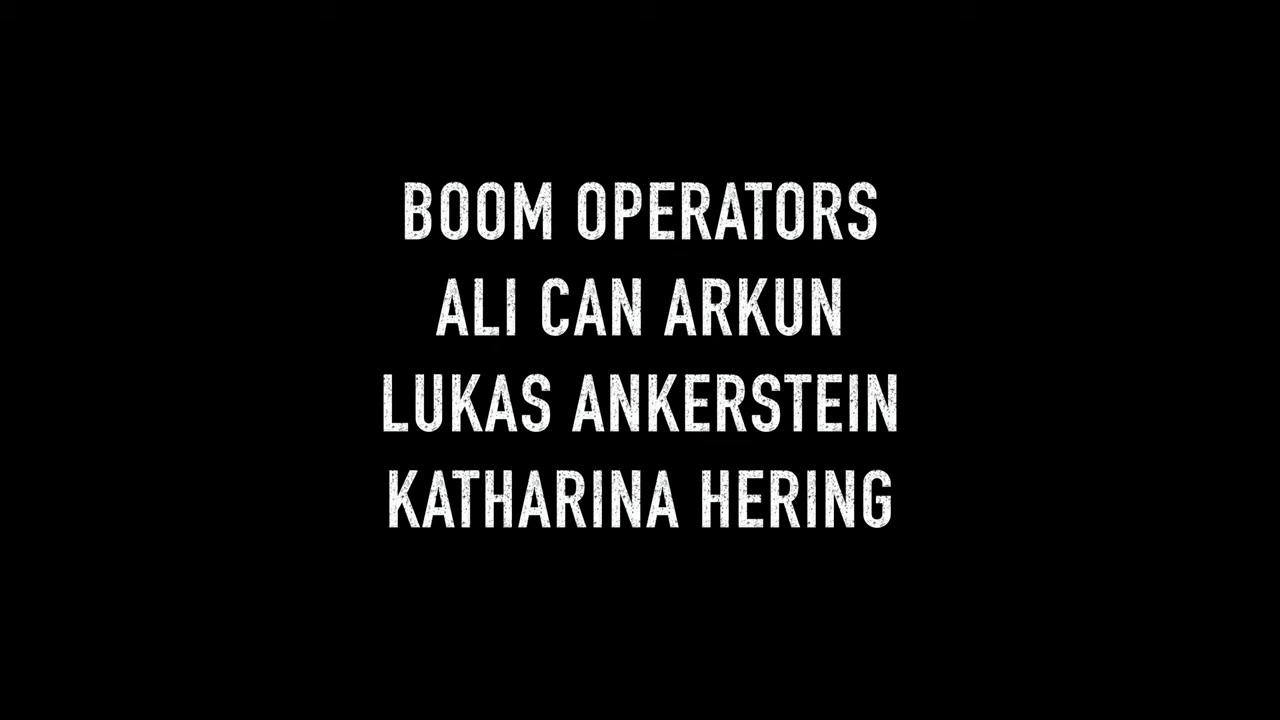 BOOM OPERATORS
ALI CAN ARKUN
LUKAS ANKERSTEIN
KATHARINA HERING